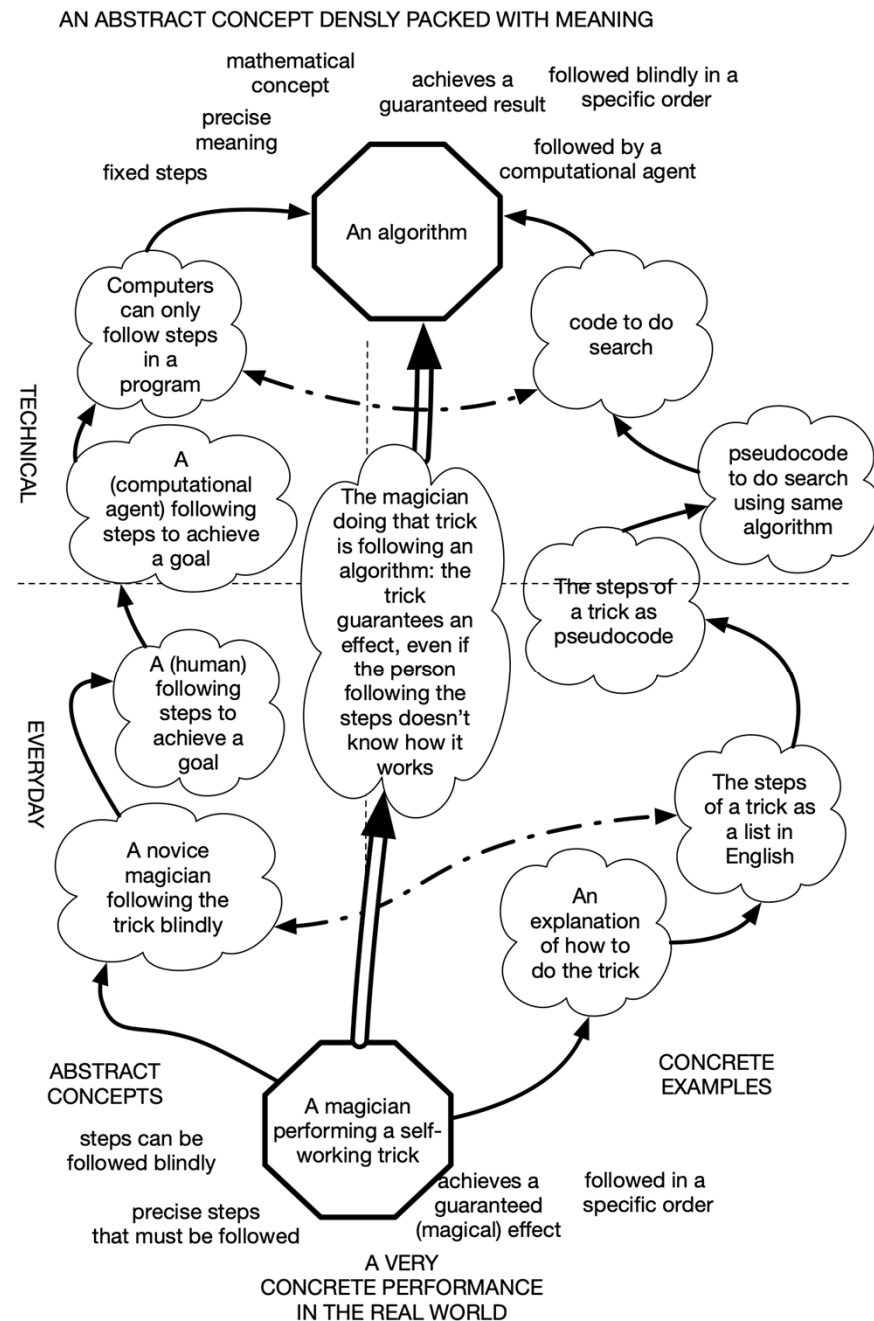 AN ABSTRACT CONCEPT DENSLY PACKED WITH MEANING
mathematical
concept
achieves a
guaranteed result
followed blindly in a
specific order
precise
meaning
followed by a
computational agent
fixed steps
An algorithm
Computers
can only
follow steps
in a
program
code to do
search
TECHNICAL
A
(computational
agent) following
steps to achieve
a goal
pseudocode
to do search
using same
algorithm
The magician
doing that trick
is following an
algorithm: the
trick
guarantees an
effect, even if
the person
following the
steps doesn't
know how it
works
The steps of
a trick as
pseudocode
A (human)
following
steps to
achieve a
goal
EVERYDAY
The steps
of a trick as
a list in
English
A novice
magician
following the
trick blindly
An
explanation
of how to
do the trick
ABSTRACT
CONCEPTS
CONCRETE
EXAMPLES
A magician
performing a self-
working trick
steps can be
followed blindly
achieves a
guaranteed
(magical) effect
followed in a
specific order
precise steps
that must be followed
A VERY
CONCRETE PERFORMANCE
IN THE REAL WORLD